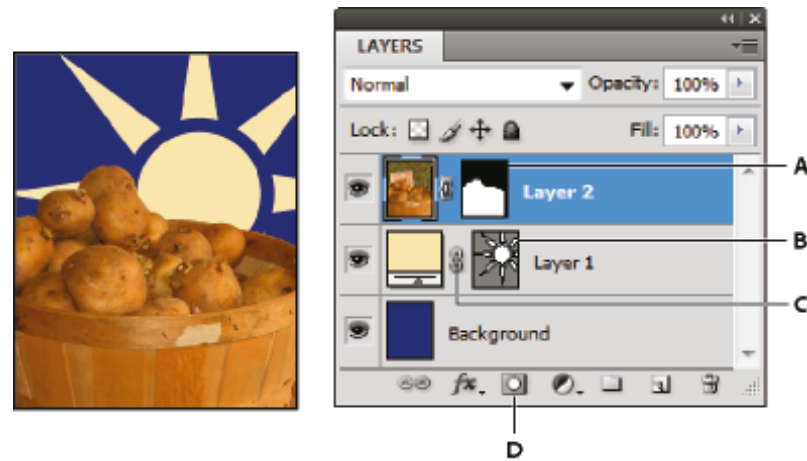 LAYERS
Normal Opacity: 100%
Lock: Fill: 100%
A
Layer 2
B
Layer 1
C
Background
fx.
D